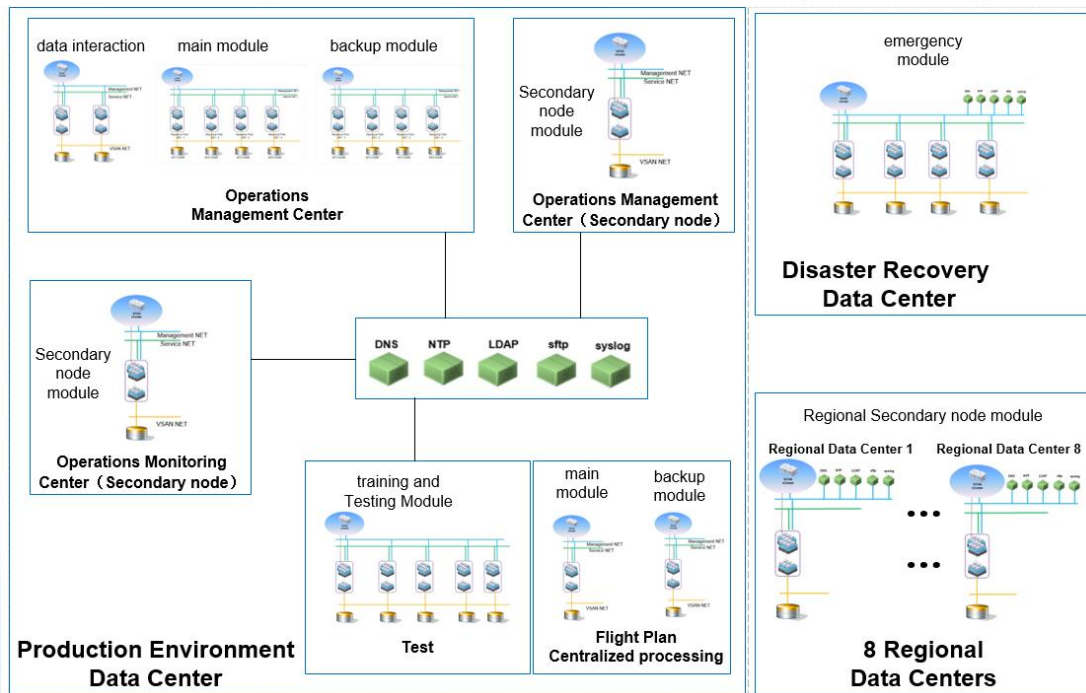 data interaction
main module
backup module
Management NET
Service NET
VSAN NET
Operations
Management Center
Management NET
Service NET
Secondary
node module
Operations Management
Center（Secondary node）
emergency
module
Disaster Recovery
Data Center
DNS
NTP
LDAP
sftp
syslog
Management NET
Service NET
Secondary
node
module
VSAN NET
Operations Monitoring
Center（Secondary node）
training and
Testing Module
Test
main
module
backup
module
Management NET
Service NET
VSAN NET
Management NET
Service NET
VSAN NET
Flight Plan
Centralized processing
Production Environment
Data Center
Regional Secondary node module
Regional Data Center 1
Regional Data Center 8
8 Regional
Data Centers